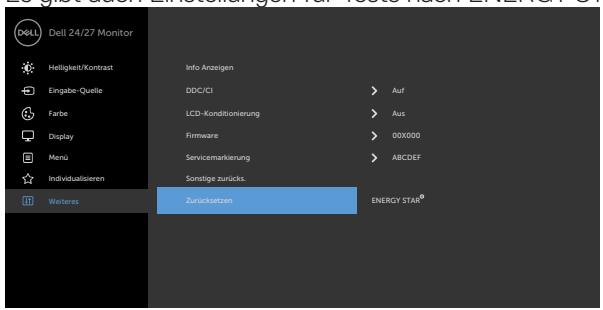 Es gibt auch Einstellungen für Tests nach ENERGY ST
DELL Dell 24/27 Monitor
Helligkeit/Kontrast Info Anzeigen
Eingabe-Quelle DDC/CI Auf
Farbe LCD-Konditionierung Aus
Display Firmware 00X000
Menü Servicemarkierung ABCDEF
Individualisieren Sonstige zurücks.
Weiteres Zurücksetzen ENERGY STAR®